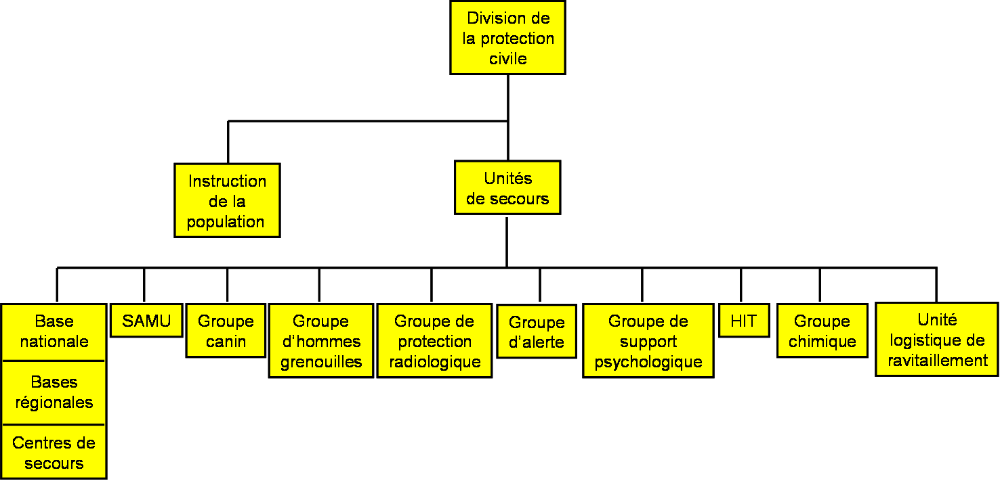 Division de
la protection
civile
Instruction
de la
population
Unités
de secours
Base
nationale
Bases
régionales
Centres de
secours
SAMU
Groupe
canin
Groupe
d'hommes
grenouilles
Groupe de
protection
radiologique
Groupe
d'alerte
Groupe de
support
psychologique
HIT
Groupe
chimique
Unité
logistique de
ravitaillement